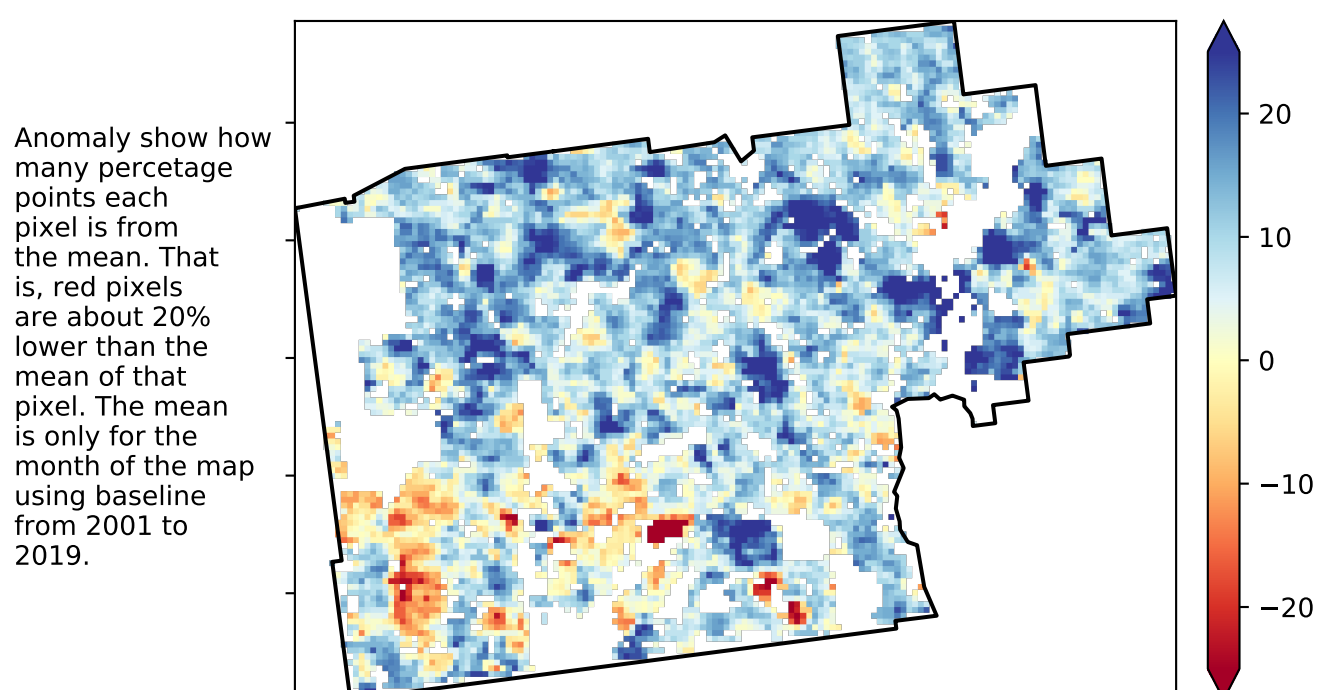 Anomaly show how
many percetage
points each
pixel is from
the mean. That
is, red pixels
are about 20%
lower than the
mean of that
pixel. The mean
is only for the
month of the map
using baseline
from 2001 to
2019.
20
10
0
−10
−20